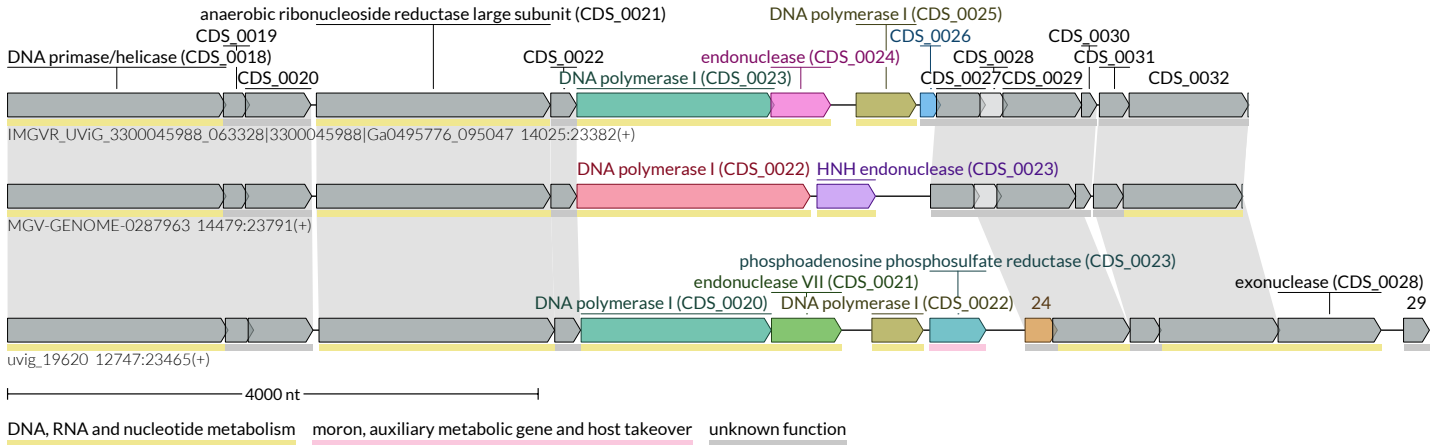 anaerobic ribonucleoside reductase large subunit (CDS_0021)
DNA polymerase I (CDS_0025)
CDS_0019
CDS_0026
CDS_0030
DNA primase/helicase (CDS_0018)
CDS_0022
endonuclease (CDS_0024)
CDS_0028
CDS_0031
CDS_0020
DNA polymerase I (CDS_0023)
CDS_0027
CDS_0029
CDS_0032
IMGVR_UViG_3300045988_063328|3300045988|Ga0495776_095047 14025:23382(+)
DNA polymerase I (CDS_0022)
HNH endonuclease (CDS_0023)
MGV-GENOME-0287963 14479:23791(+)
phosphoadenosine phosphosulfate reductase (CDS_0023)
endonuclease VII (CDS_0021)
exonuclease (CDS_0028)
DNA polymerase I (CDS_0020)
DNA polymerase I (CDS_0022)
24
29
uvig_19620 12747:23465(+)
4000 nt
DNA, RNA and nucleotide metabolism
moron, auxiliary metabolic gene and host takeover
unknown function